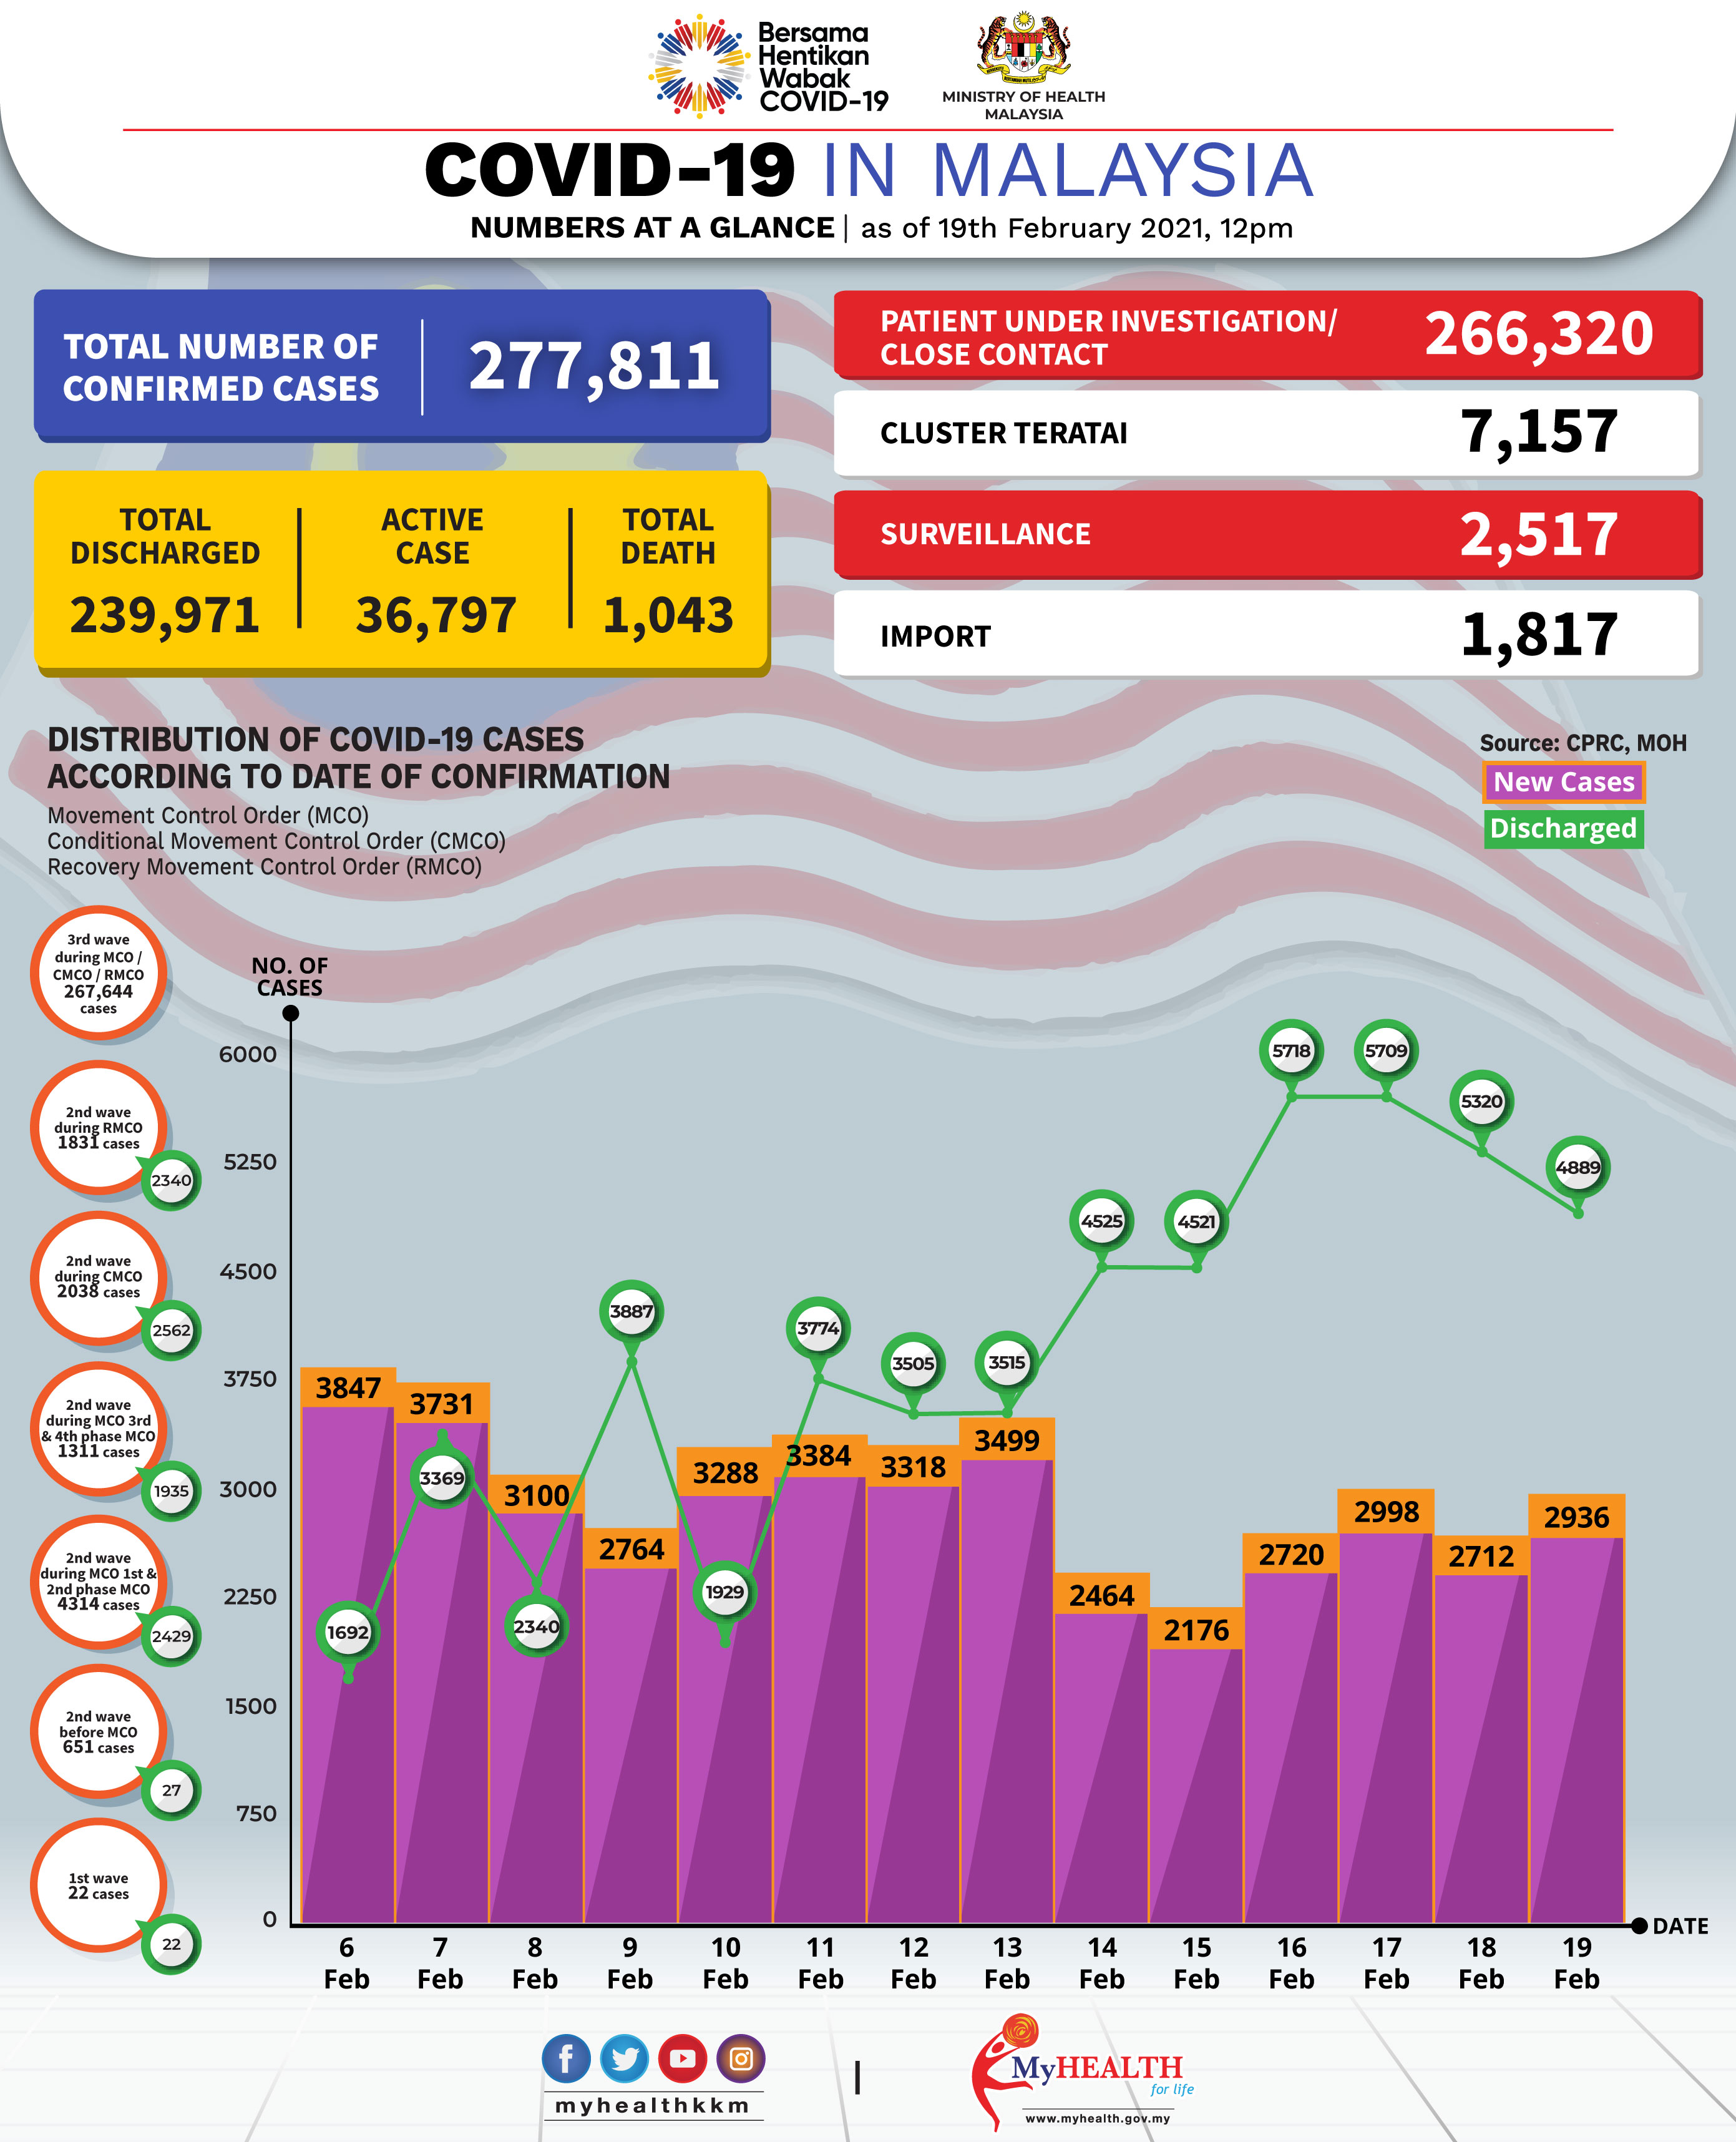 Bersama
Hentikan
Wabak
COVID-19
MINISTRY OF HEALTH
MALAYSIA
COVID-19 IN MALAYSIA
NUMBERS AT A GLANCE | as of 19th February 2021, 12pm
TOTAL NUMBER OF
CONFIRMED CASES
277,811
TOTAL
DISCHARGED
239,971
ACTIVE
CASE
36,797
TOTAL
DEATH
1,043
PATIENT UNDER INVESTIGATION/
CLOSE CONTACT
266,320
CLUSTER TERATAI
7,157
SURVEILLANCE
2,517
IMPORT
1,817
DISTRIBUTION OF COVID-19 CASES
ACCORDING TO DATE OF CONFIRMATION
Movement Control Order (MCO)
Conditional Movement Control Order (CMCO)
Recovery Movement Control Order (RMCO)
Source: CPRC, MOH
New Cases
Discharged
3rd wave
during MCO /
CMCO / RMCO
267,644
cases
2nd wave
during RMCO
1831 cases
2340
2nd wave
during CMCO
2038 cases
2562
2nd wave
during MCO 3rd
& 4th phase MCO
1311 cases
1935
2nd wave
during MCO 1st &
2nd phase MCO
4314 cases
2429
2nd wave
before MCO
651 cases
27
1st wave
22 cases
22
NO. OF
CASES
6000
5250
4500
3750
3000
2250
1500
750
0
5718
5709
5320
4889
4525
4521
3887
3774
3505
3515
3369
1692
2340
1929
3847
3731
3100
2764
3288
3384
3318
3499
2464
2176
2720
2998
2712
2936
DATE
6
Feb
7
Feb
8
Feb
9
Feb
10
Feb
11
Feb
12
Feb
13
Feb
14
Feb
15
Feb
16
Feb
17
Feb
18
Feb
19
Feb
myhealthkkm
MyHEALTH
for life
www.myhealth.gov.my